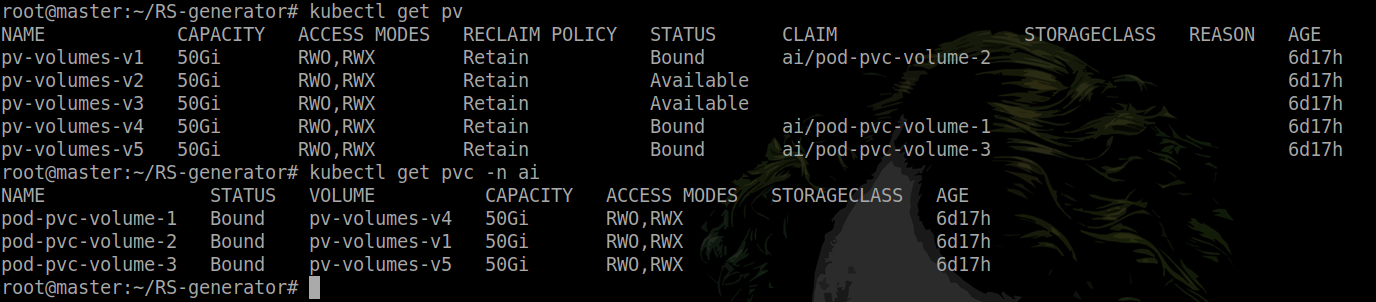 root@master:~/RS-generator# kubectl get pv
NAME            CAPACITY   ACCESS MODES   RECLAIM POLICY   STATUS      CLAIM                 STORAGECLASS   REASON   AGE
pv-volumes-v1   50Gi       RWO,RWX        Retain           Bound       ai/pod-pvc-volume-2                           6d17h
pv-volumes-v2   50Gi       RWO,RWX        Retain           Available                                                 6d17h
pv-volumes-v3   50Gi       RWO,RWX        Retain           Available                                                 6d17h
pv-volumes-v4   50Gi       RWO,RWX        Retain           Bound       ai/pod-pvc-volume-1                           6d17h
pv-volumes-v5   50Gi       RWO,RWX        Retain           Bound       ai/pod-pvc-volume-3                           6d17h
root@master:~/RS-generator# kubectl get pvc -n ai
NAME               STATUS   VOLUME          CAPACITY   ACCESS MODES   STORAGECLASS   AGE
pod-pvc-volume-1   Bound    pv-volumes-v4   50Gi       RWO,RWX                       6d17h
pod-pvc-volume-2   Bound    pv-volumes-v1   50Gi       RWO,RWX                       6d17h
pod-pvc-volume-3   Bound    pv-volumes-v5   50Gi       RWO,RWX                       6d17h
root@master:~/RS-generator#